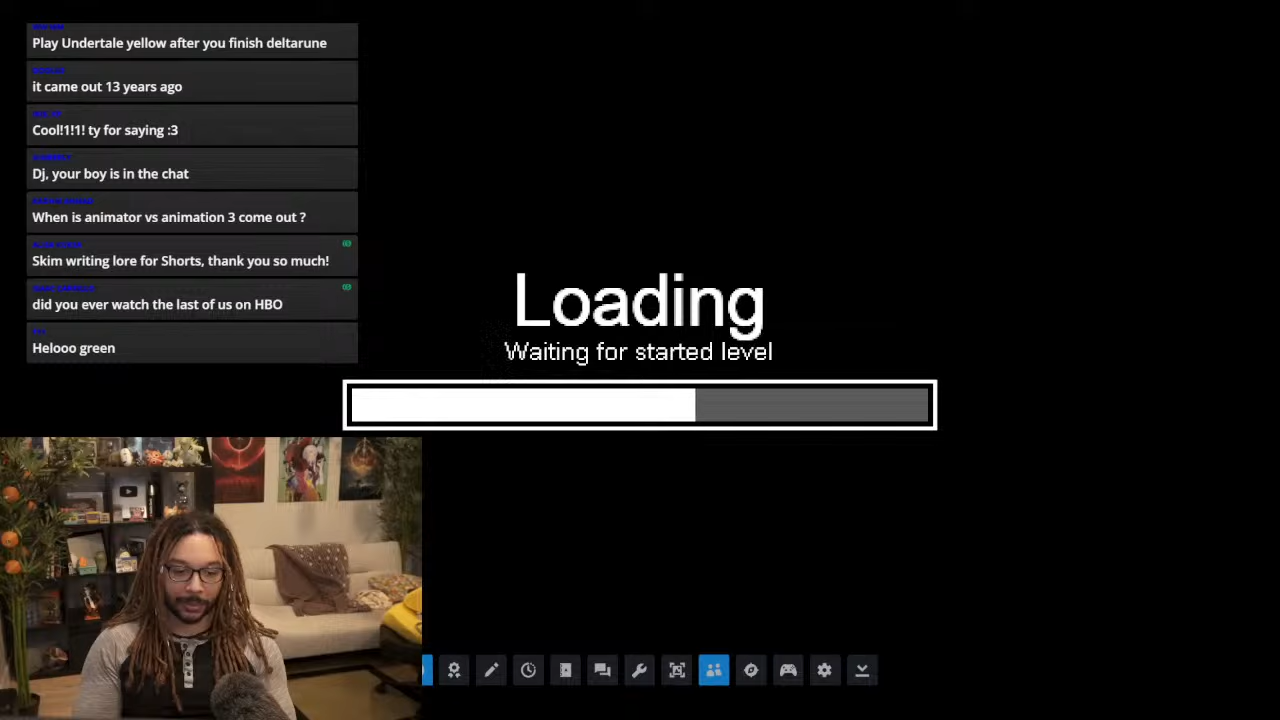 Play Undertale yellow after you finish deltarune
it came out 13 years ago
Cool!1!1! ty for saying :3
Dj, your boy is in the chat
When is animator vs animation 3 come out ?
Skim writing lore for Shorts, thank you so much!
did you ever watch the last of us on HBO
Helooo green
Loading
Waiting for started level